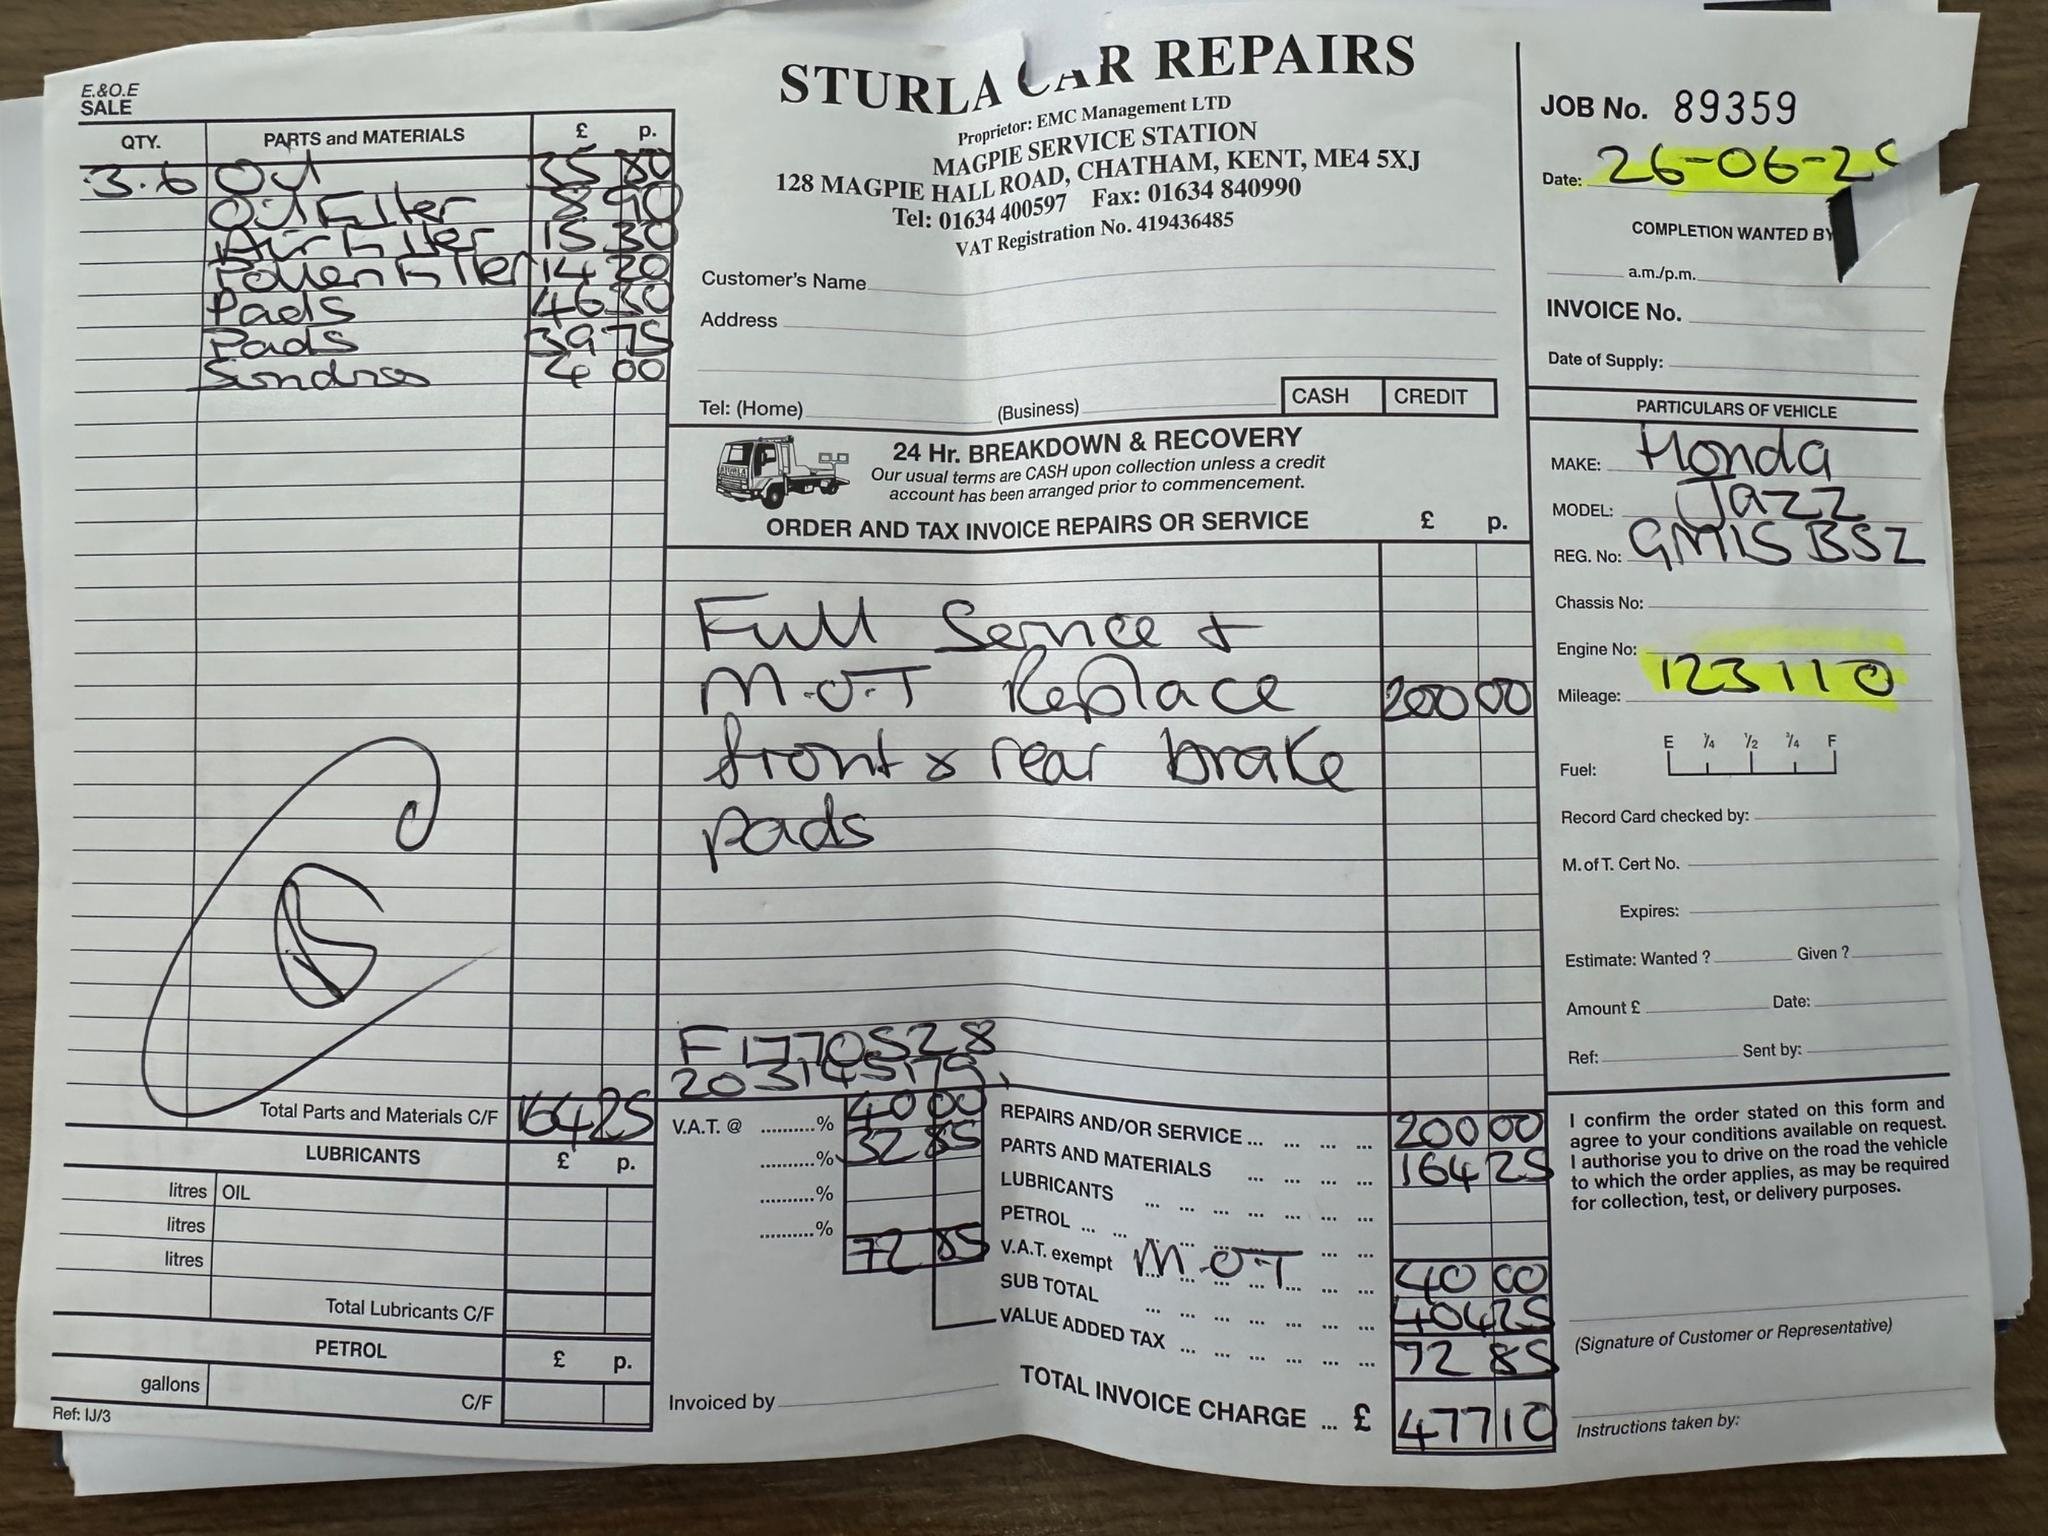 E.&O.E
SALE
QTY. PARTS and MATERIALS £ p.
3.6 Oil 35 80
Oil Filter 8 90
Air Filter 15 30
Pollen Filter 14 20
Pads 46 30
Pads 39 75
Sundries 4 00
Total Parts and Materials C/F 164 25
LUBRICANTS £ p.
litres OIL
litres
litres
Total Lubricants C/F
PETROL £ p.
gallons C/F
Ref: IJ/3
STURLA CAR REPAIRS
Proprietor: EMC Management LTD
MAGPIE SERVICE STATION
128 MAGPIE HALL ROAD, CHATHAM, KENT, ME4 5XJ
Tel: 01634 400597 Fax: 01634 840990
VAT Registration No. 419436485
Customer's Name
Address
Tel: (Home) (Business) CASH CREDIT
STURLA
24 Hr. BREAKDOWN & RECOVERY
Our usual terms are CASH upon collection unless a credit
account has been arranged prior to commencement.
ORDER AND TAX INVOICE REPAIRS OR SERVICE £ p.
Full Service +
M.O.T Replace 200 00
front & rear brake
pads
F1770528
203145179
V.A.T. @ ..........% 40 00
..........% 32 85
..........%
..........%
72 85
REPAIRS AND/OR SERVICE ... ... ... ... 200 00
PARTS AND MATERIALS ... ... ... ... 164 25
LUBRICANTS ... ... ... ... ... ... ...
PETROL ... ... ... ... ... ... ...
V.A.T. exempt M.O.T ... 40 00
SUB TOTAL ... ... ... ... ... ... ... 404 25
VALUE ADDED TAX ... ... ... ... ... ... 72 85
TOTAL INVOICE CHARGE ... £ 477 10
Invoiced by
JOB No. 89359
Date: 26-06-2
COMPLETION WANTED BY
a.m./p.m.
INVOICE No.
Date of Supply:
PARTICULARS OF VEHICLE
MAKE: Honda
MODEL: Jazz
REG. No: GM15 BSZ
Chassis No:
Engine No:
Mileage: 123110
E 1/4 1/2 3/4 F
Fuel:
Record Card checked by:
M. of T. Cert No.
Expires:
Estimate: Wanted ? Given ?
Amount £ Date:
Ref: Sent by:
I confirm the order stated on this form and
agree to your conditions available on request.
I authorise you to drive on the road the vehicle
to which the order applies, as may be required
for collection, test, or delivery purposes.
(Signature of Customer or Representative)
Instructions taken by: